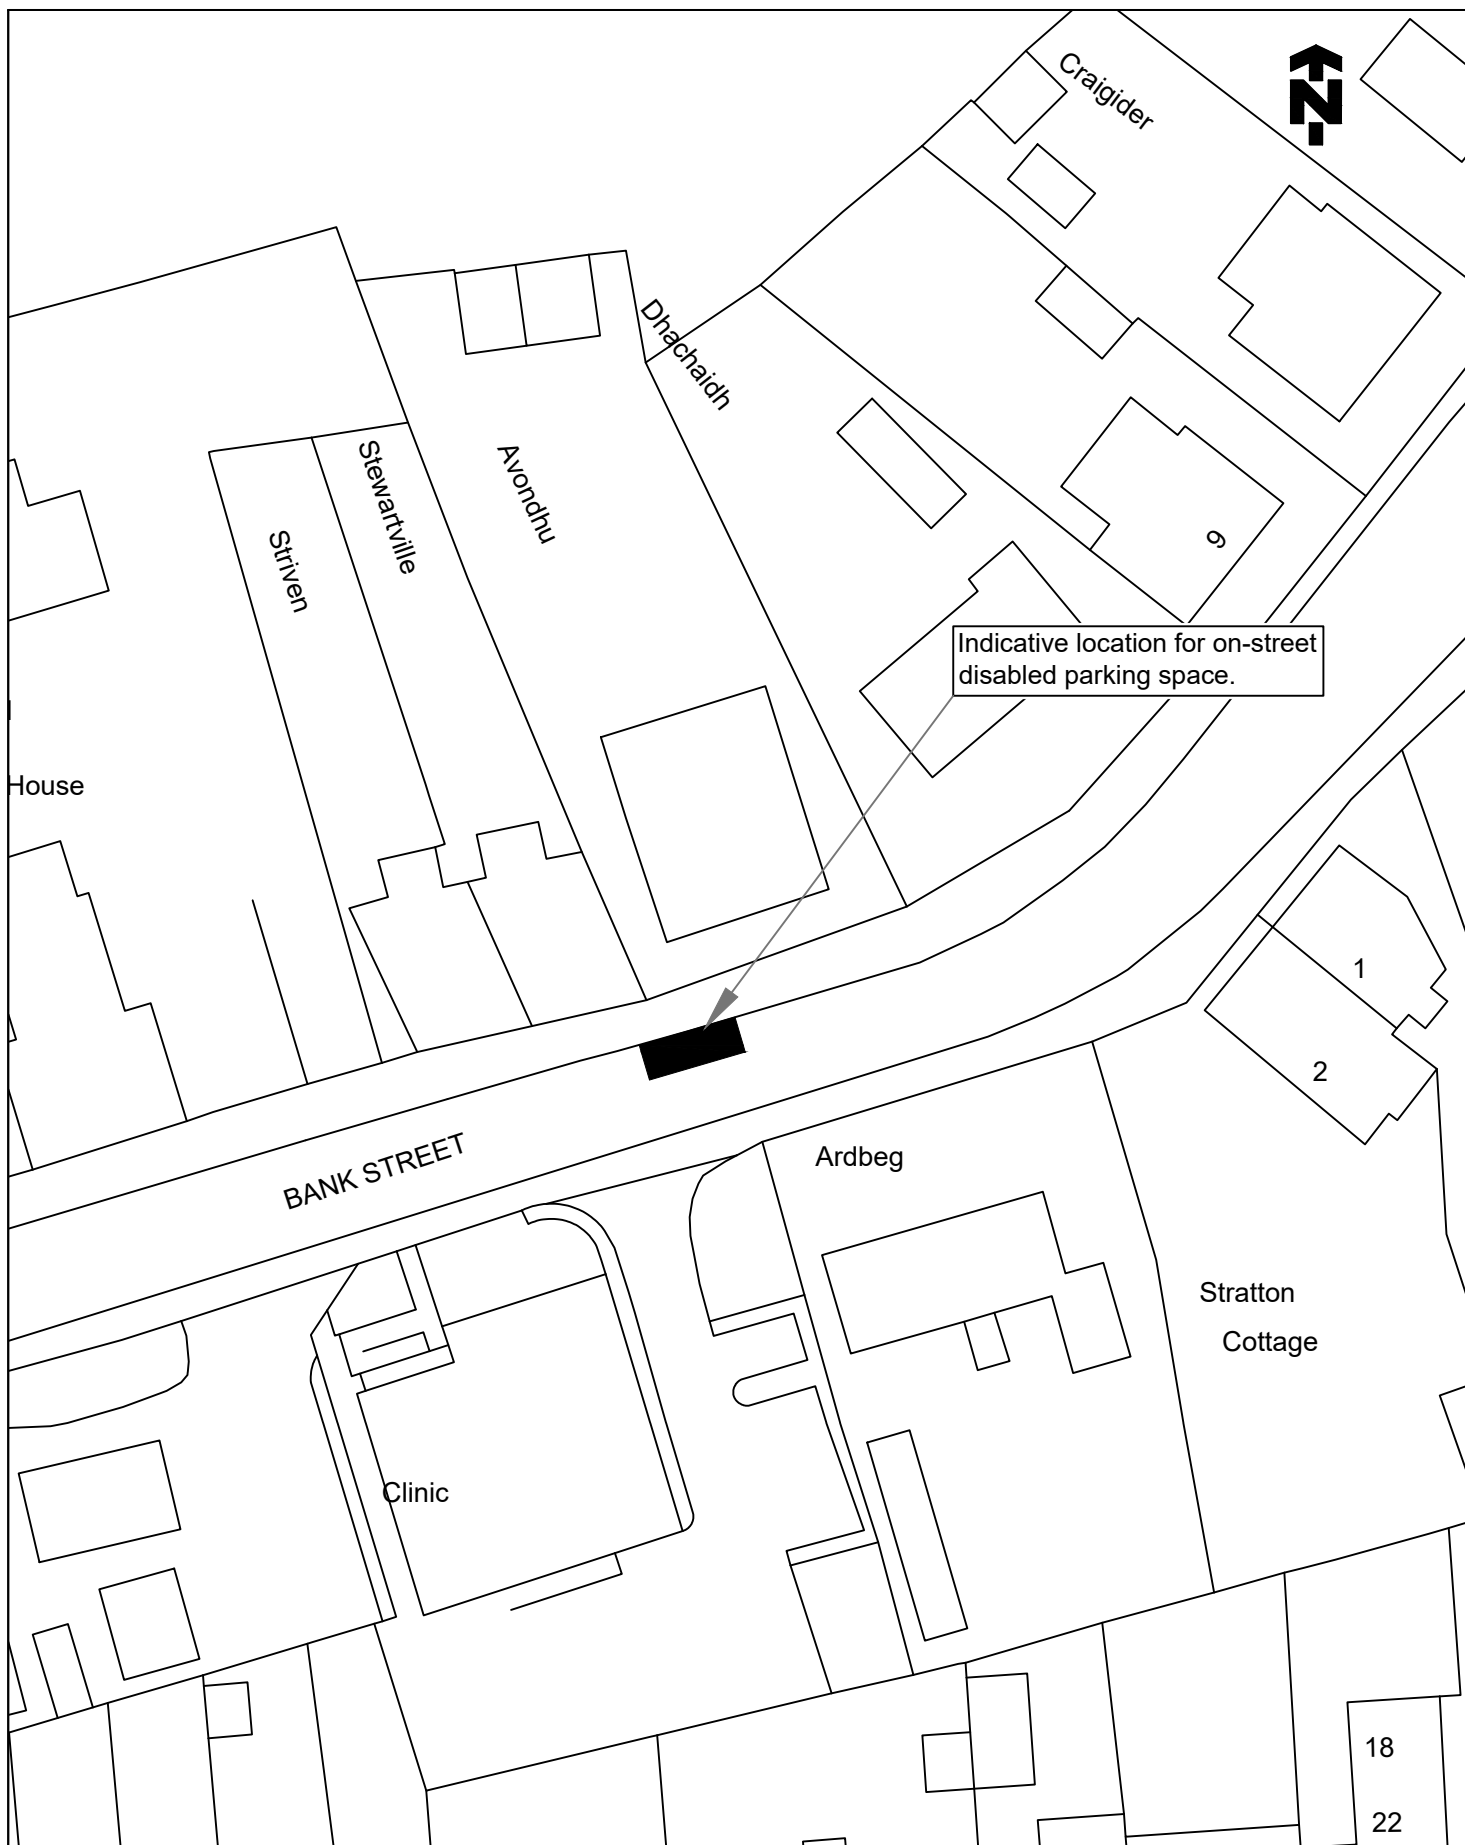 Craigider
N
Dhachaidh
Stewartville
Avondhu
Striven
9
Indicative location for on-street
disabled parking space.
House
1
2
BANK STREET
Ardbeg
Stratton
Cottage
Clinic
18
22